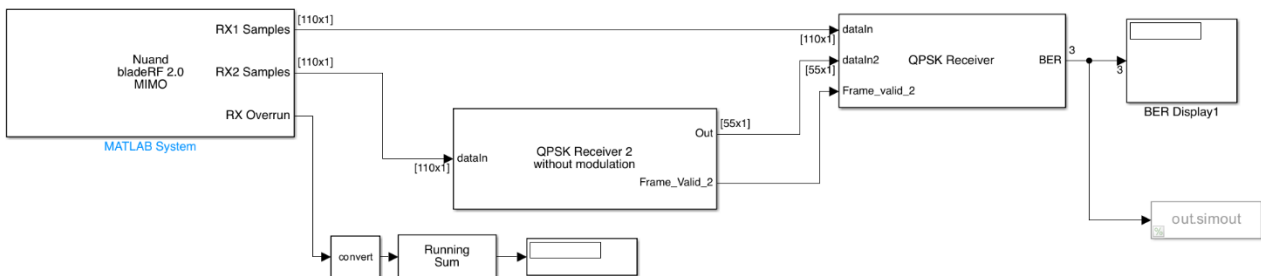 RX1 Samples
[110x1]
Nuand
bladeRF 2.0
MIMO
RX2 Samples
[110x1]
RX Overrun
MATLAB System
[110x1]
dataIn
QPSK Receiver 2
without modulation
Out
[55x1]
Frame_Valid_2
dataIn
[110x1]
dataIn2
[55x1]
Frame_valid_2
QPSK Receiver
BER
3
3
BER Display1
out.simout
convert
Running
Sum